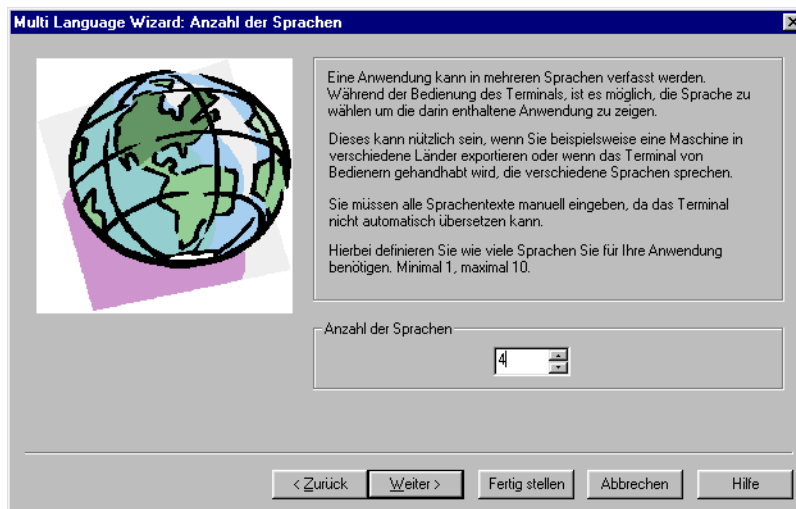 Multi Language Wizard: Anzahl der Sprachen
Eine Anwendung kann in mehreren Sprachen verfasst werden.
Während der Bedienung des Terminals, ist es möglich, die Sprache zu
wählen um die darin enthaltene Anwendung zu zeigen.
Dieses kann nützlich sein, wenn Sie beispielsweise eine Maschine in
verschiedene Länder exportieren oder wenn das Terminal von
Bedienern gehandhabt wird, die verschiedene Sprachen sprechen.
Sie müssen alle Sprachentexte manuell eingeben, da das Terminal
nicht automatisch übersetzen kann.
Hierbei definieren Sie wie viele Sprachen Sie für Ihre Anwendung
benötigen. Minimal 1, maximal 10.
Anzahl der Sprachen
4
< Zurück Weiter > Fertig stellen Abbrechen Hilfe